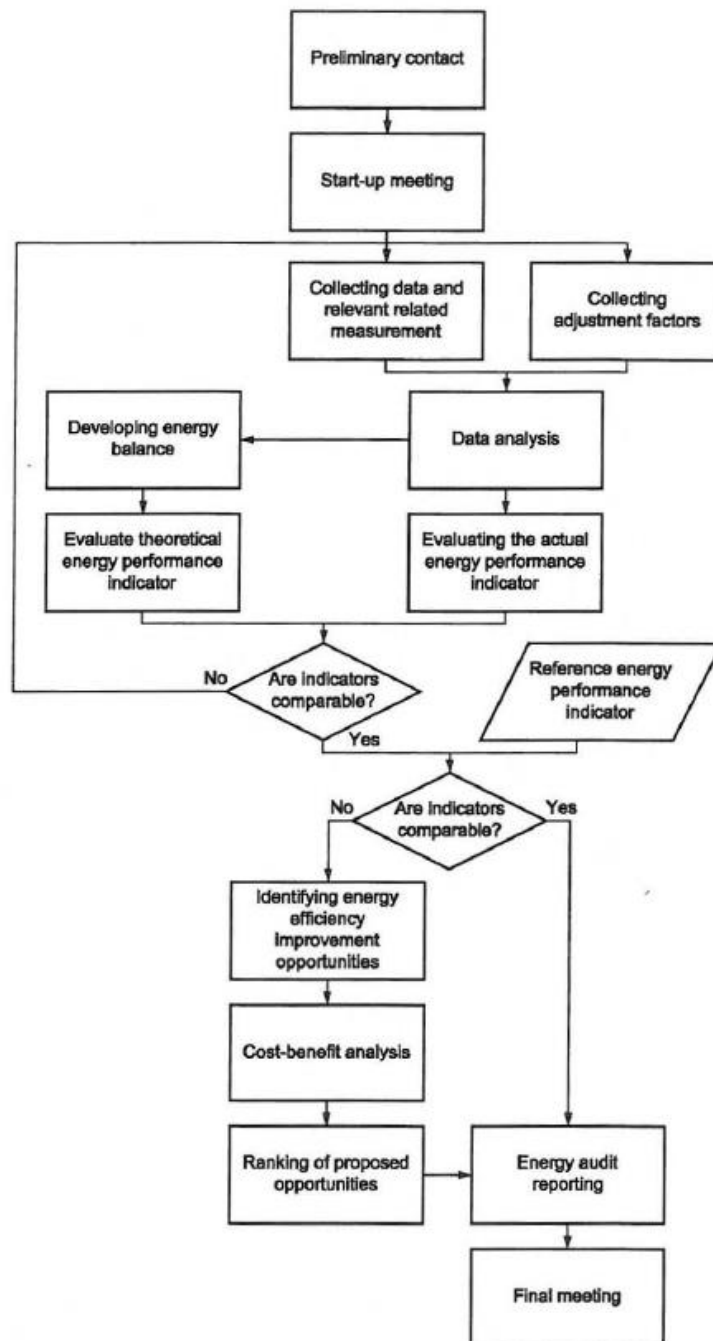 Preliminary contact
Start-up meeting
Collecting data and
relevant related
measurement
Collecting
adjustment factors
Developing energy
balance
Data analysis
Evaluate theoretical
energy performance
indicator
Evaluating the actual
energy performance
indicator
No
Are indicators
comparable?
Yes
Reference energy
performance
indicator
No
Are indicators
comparable?
Yes
Identifying energy
efficiency
improvement
opportunities
Cost-benefit analysis
Ranking of proposed
opportunities
Energy audit
reporting
Final meeting